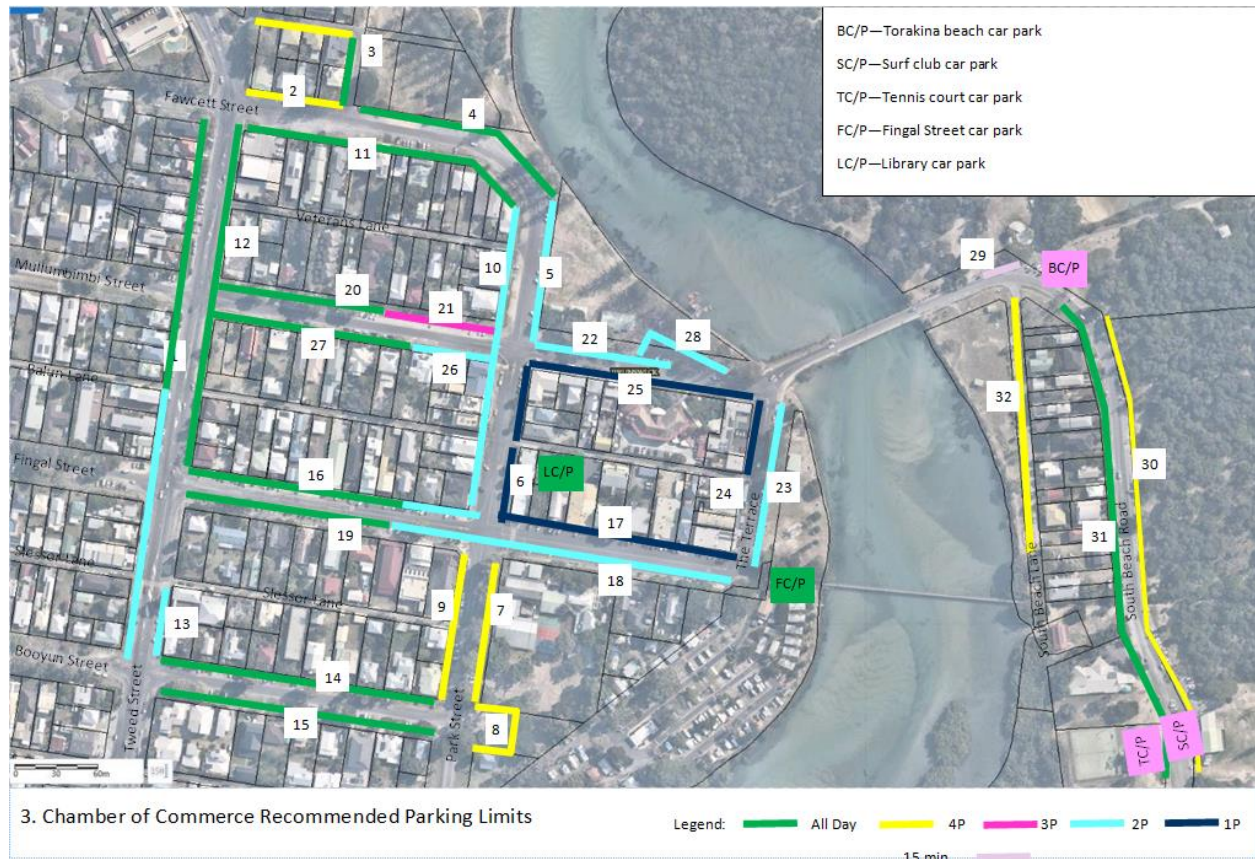 BC/P—Torakina beach car park
SC/P—Surf club car park
TC/P—Tennis court car park
FC/P—Fingal Street car park
LC/P—Library car park
3
2
Fawcett Street
4
11
Veterans Lane
12
10
5
29
BC/P
Mullumbimbi Street
20
21
22
28
27
26
25
32
1
Balun Lane
Fingal Street
16
LC/P
6
24
23
30
19
17
The Terrace
31
South Beach Road
18
FC/P
Slessor Lane
Slessor Lane
9
7
South Beach Lane
13
Booyun Street
14
15
Tweed Street
Park Street
8
TC/P
SC/P
0
30
60m
3. Chamber of Commerce Recommended Parking Limits
Legend:
All Day
4P
3P
2P
1P
15 min